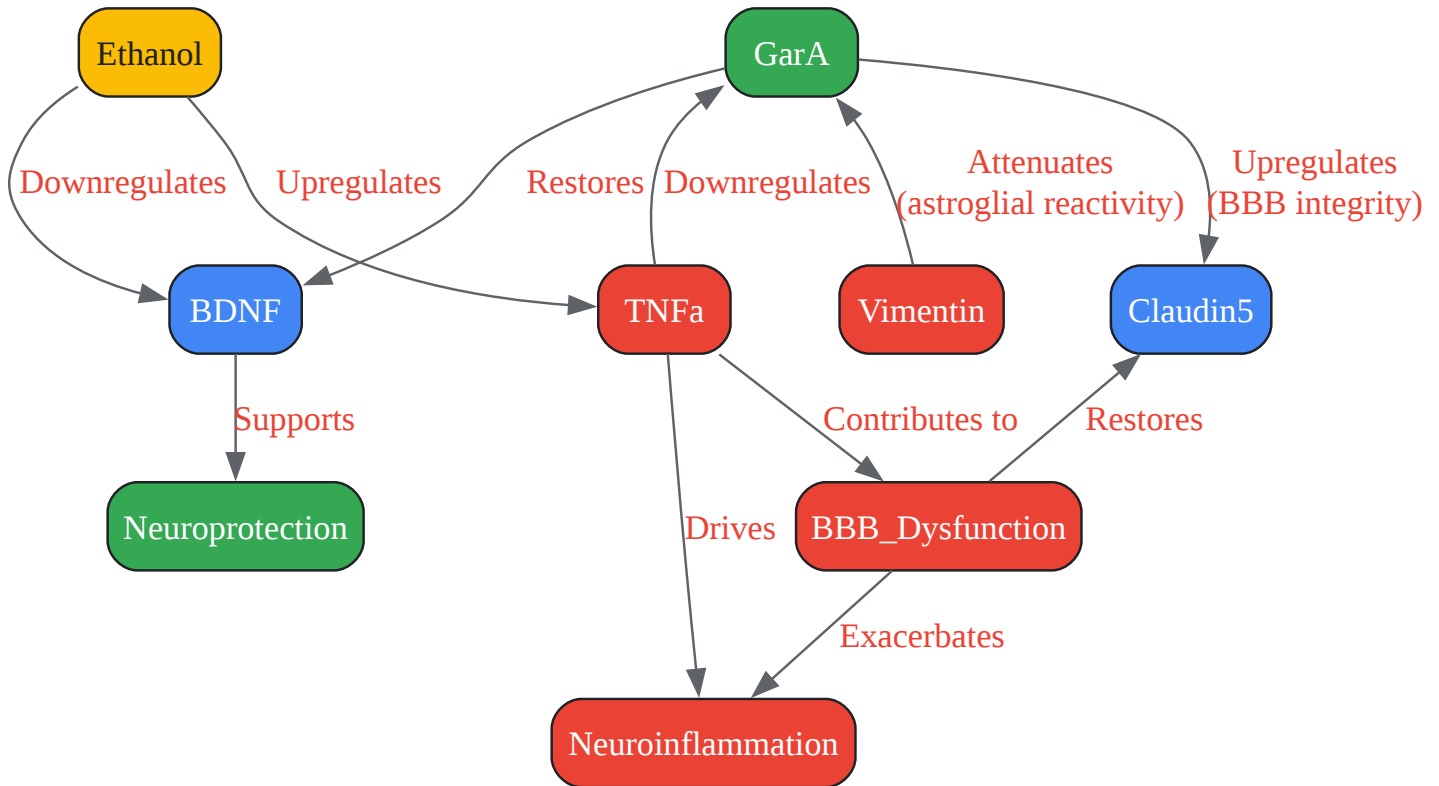 Ethanol
GarA
Downregulates
Upregulates
Restores
Downregulates
Attenuates
(astroglial reactivity)
Upregulates
(BBB integrity)
BDNF
TNFa
Vimentin
Claudin5
Supports
Contributes to
Restores
Neuroprotection
Drives
BBB_Dysfunction
Exacerbates
Neuroinflammation